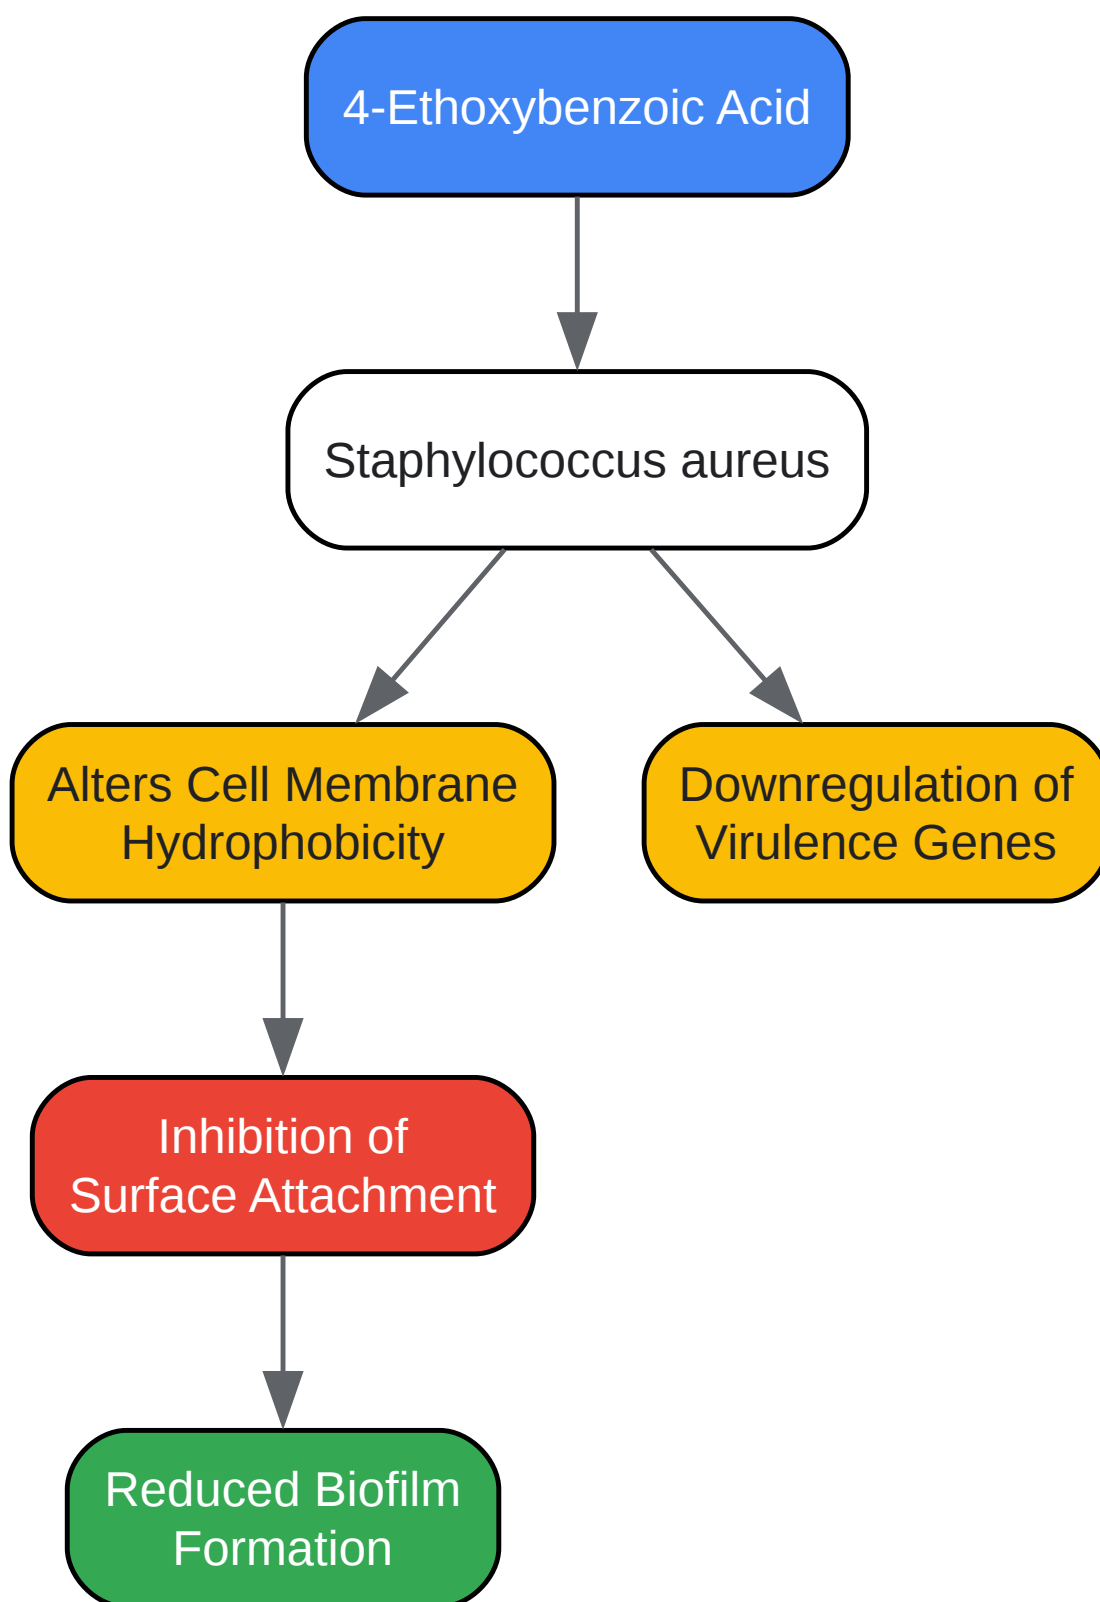 4-Ethoxybenzoic Acid
Staphylococcus aureus
Alters Cell Membrane
Hydrophobicity
Downregulation of
Virulence Genes
Inhibition of
Surface Attachment
Reduced Biofilm
Formation